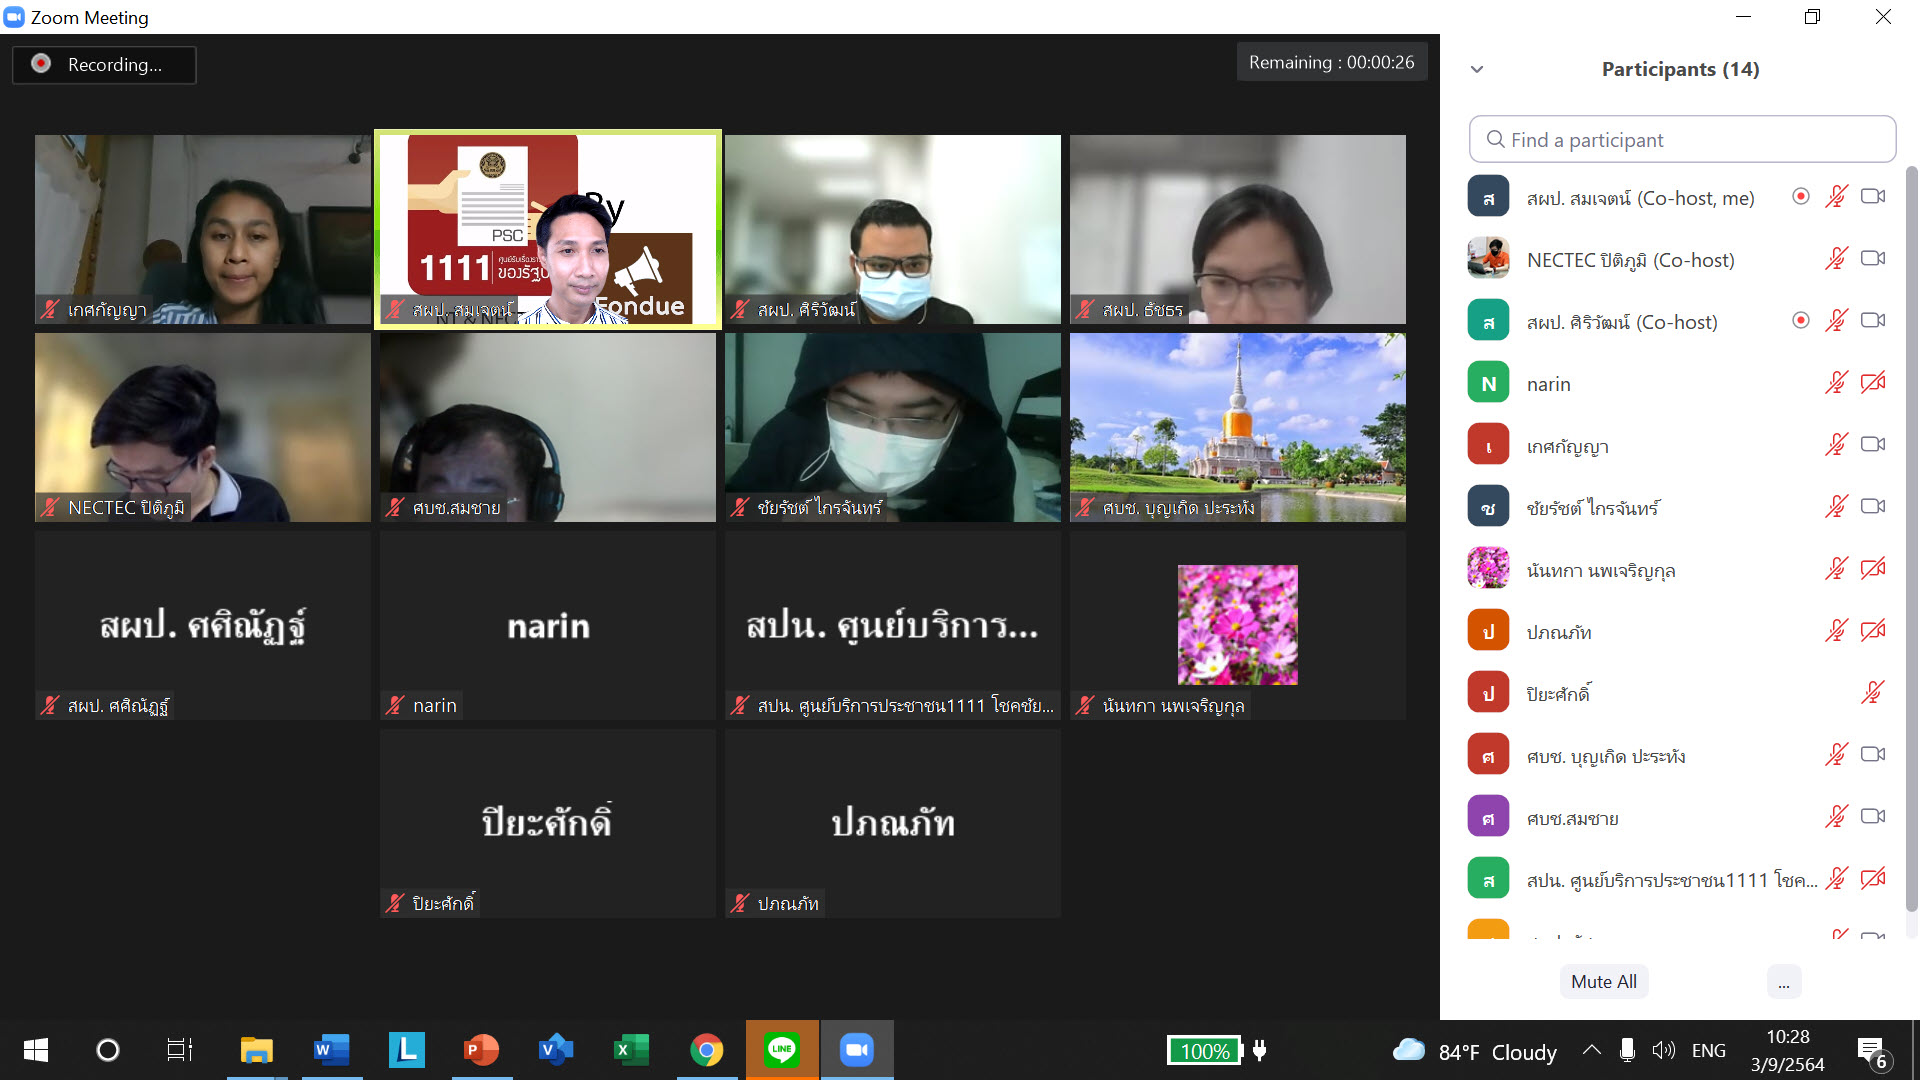 Zoom Meeting
Recording...
Remaining : 00:00:26
Participants (14)
Find a participant
PSC
1111
ของรัฐบ
By
Fondue
เกศกัญญา
สผป. สมเจตน์
สผป. ศิริวัฒน์
สผป. ธัชธร
NECTEC ปิติภูมิ
ศบช.สมชาย
ชัยรัชต์ ไกรจันทร์
ศบช. บุญเกิด ปะระทัง
สผป. ศศิณัฏฐ์
narin
สปน. ศูนย์บริการ...
สผป. ศศิณัฏฐ์
narin
สปน. ศูนย์บริการประชาชน1111 โชคชัย...
นันทกา นพเจริญกุล
ปิยะศักดิ์
ปภณภัท
ปิยะศักดิ์
ปภณภัท
ส สผป. สมเจตน์ (Co-host, me)
NECTEC ปิติภูมิ (Co-host)
ส สผป. ศิริวัฒน์ (Co-host)
N narin
เ เกศกัญญา
ช ชัยรัชต์ ไกรจันทร์
นันทกา นพเจริญกุล
ป ปภณภัท
ป ปิยะศักดิ์
ศ ศบช. บุญเกิด ปะระทัง
ศ ศบช.สมชาย
ส สปน. ศูนย์บริการประชาชน1111 โชค...
Mute All
...
W
L
P
V
X
LINE
100%
84°F Cloudy
ENG
10:28
3/9/2564
6